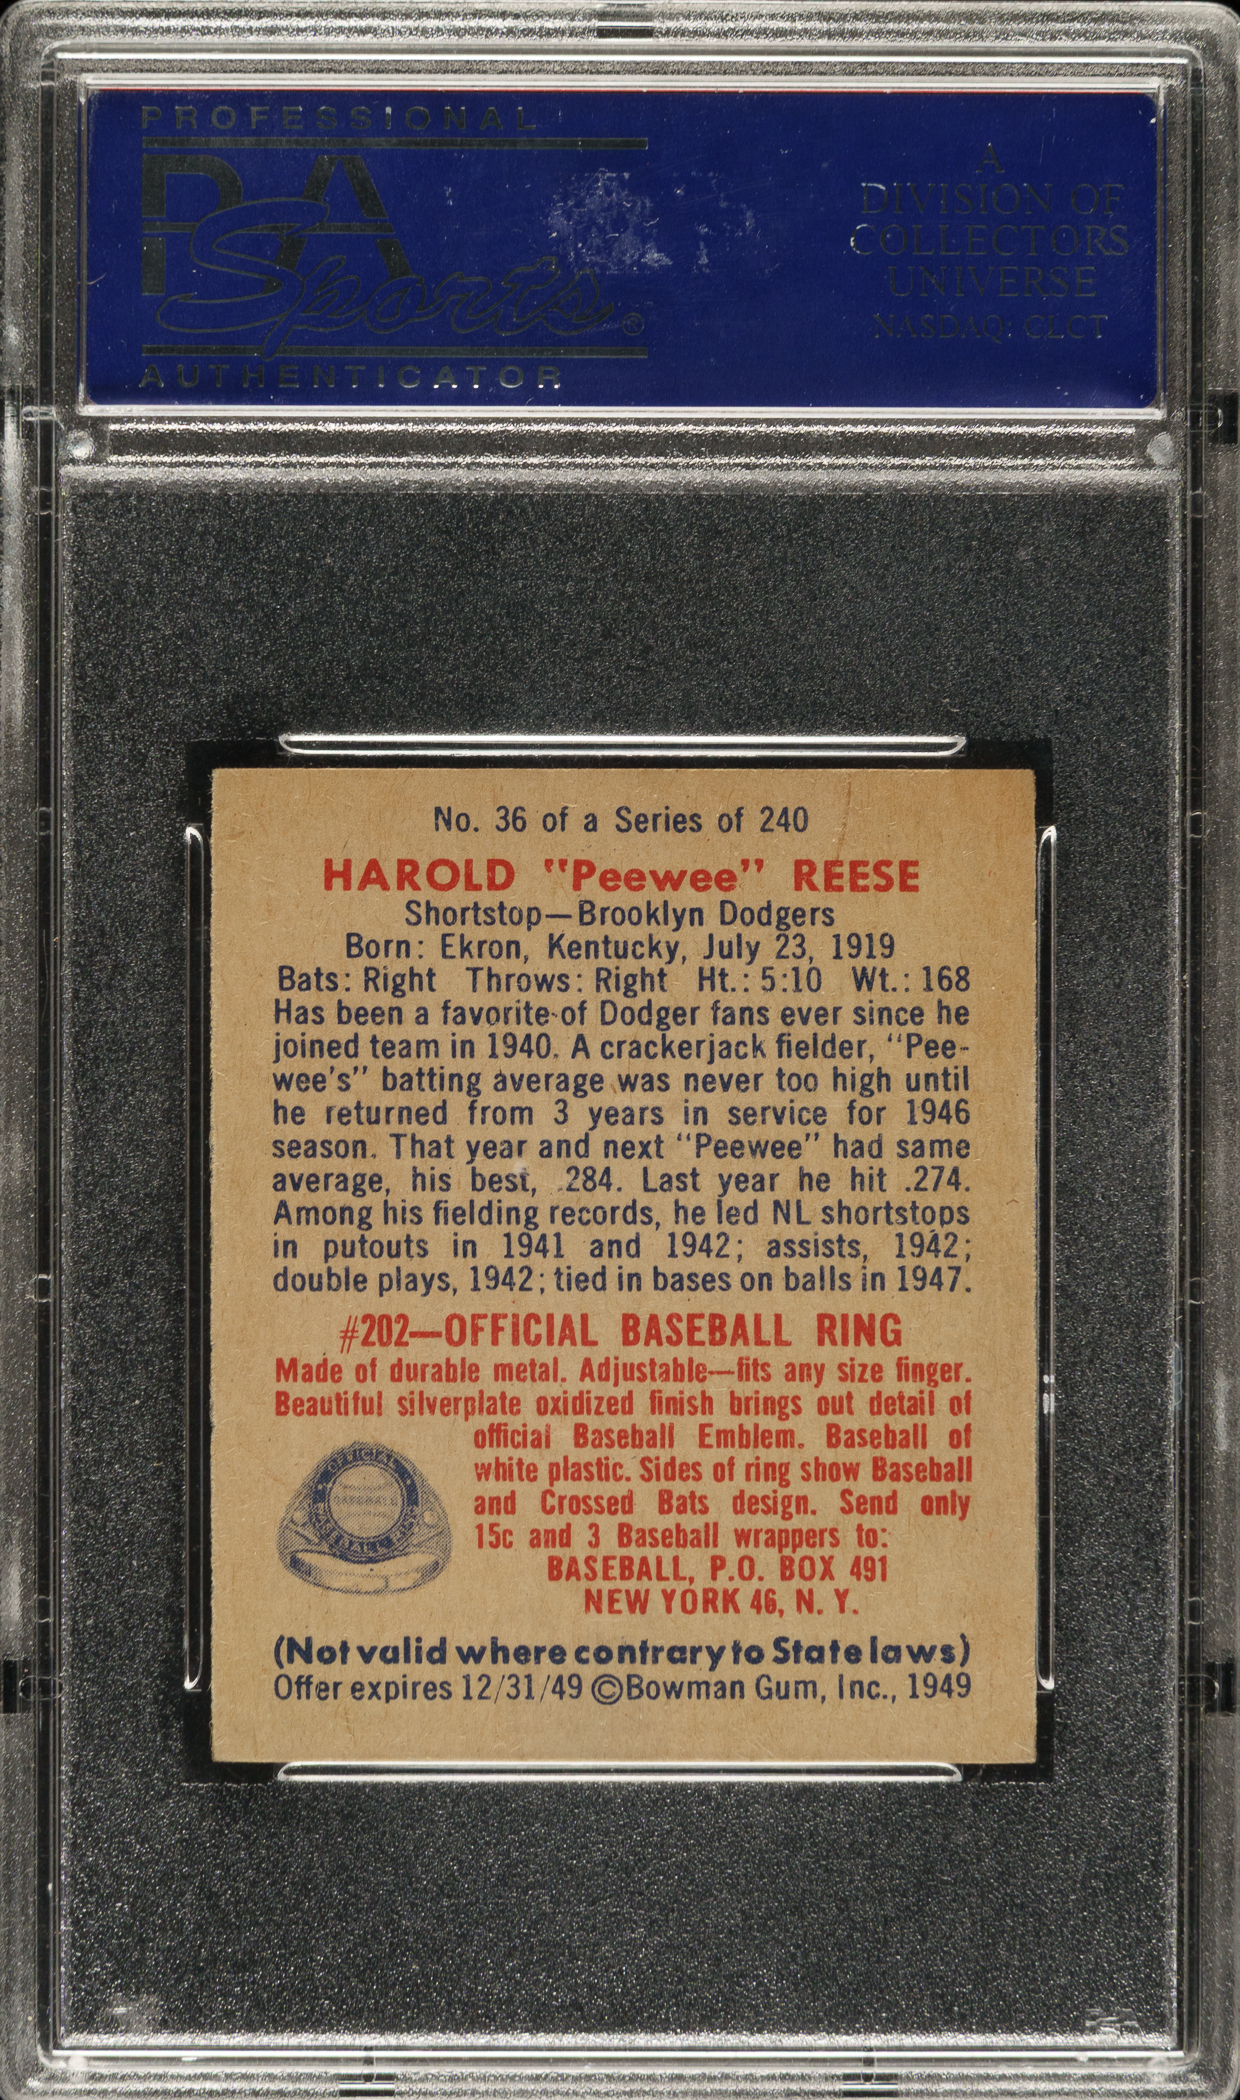 PROFESSIONAL
PSA
Sports®
AUTHENTICATOR
A
DIVISION OF
COLLECTORS
UNIVERSE
NASDAQ: CLCT
No. 36 of a Series of 240
HAROLD "Peewee" REESE
Shortstop—Brooklyn Dodgers
Born: Ekron, Kentucky, July 23, 1919
Bats: Right Throws: Right Ht.: 5:10 Wt.: 168
Has been a favorite of Dodger fans ever since he
joined team in 1940. A crackerjack fielder, "Pee-
wee's" batting average was never too high until
he returned from 3 years in service for 1946
season. That year and next "Peewee" had same
average, his best, .284. Last year he hit .274.
Among his fielding records, he led NL shortstops
in putouts in 1941 and 1942; assists, 1942;
double plays, 1942; tied in bases on balls in 1947.
#202—OFFICIAL BASEBALL RING
Made of durable metal. Adjustable—fits any size finger.
Beautiful silverplate oxidized finish brings out detail of
official Baseball Emblem. Baseball of
white plastic. Sides of ring show Baseball
and Crossed Bats design. Send only
15c and 3 Baseball wrappers to:
BASEBALL, P.O. BOX 491
NEW YORK 46, N. Y.
OFFICIAL
(Not valid where contrary to State laws)
Offer expires 12/31/49 ©Bowman Gum, Inc., 1949